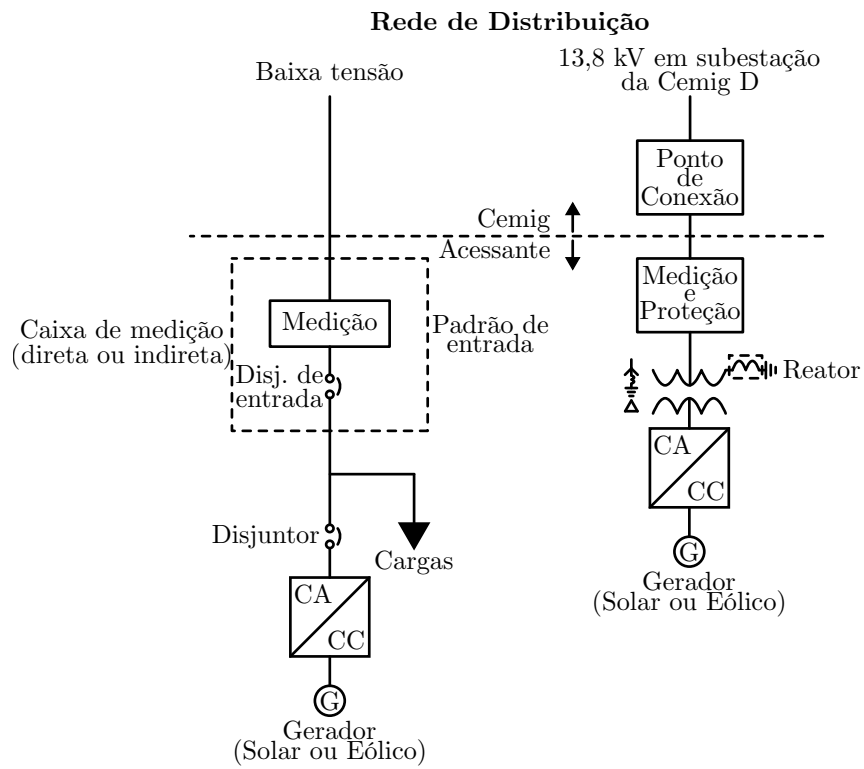 Rede de Distribuição
Baixa tensão
13,8 kV em subestação
da Cemig D
Ponto
de
Conexão
Cemig
Acessante
Medição
e
Proteção
Caixa de medição
(direta ou indireta)
Medição
Padrão de
entrada
Disj. de
entrada
Reator
CA
CC
G
Gerador
(Solar ou Eólico)
Disjuntor
Cargas
CA
CC
G
Gerador
(Solar ou Eólico)